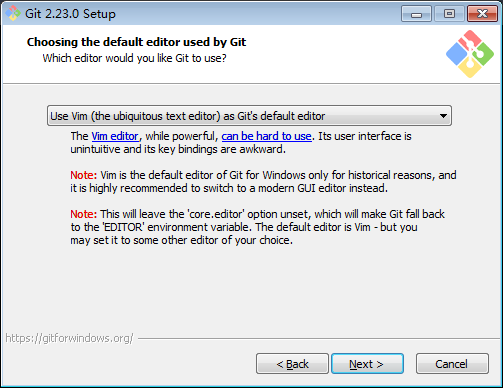 Git 2.23.0 Setup
Choosing the default editor used by Git
Which editor would you like Git to use?
Use Vim (the ubiquitous text editor) as Git's default editor
The Vim editor, while powerful, can be hard to use. Its user interface is
unintuitive and its key bindings are awkward.
Note: Vim is the default editor of Git for Windows only for historical reasons, and
it is highly recommended to switch to a modern GUI editor instead.
Note: This will leave the 'core.editor' option unset, which will make Git fall back
to the 'EDITOR' environment variable. The default editor is Vim - but you
may set it to some other editor of your choice.
https://gitforwindows.org/
< Back
Next >
Cancel